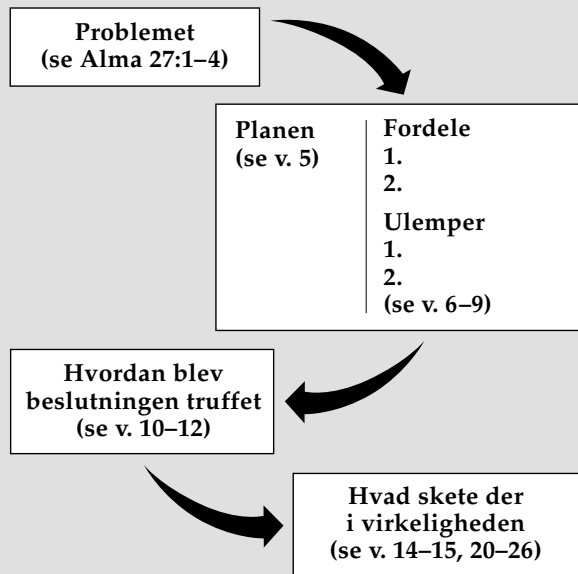 Problemet
(se Alma 27:1–4)
Planen
(se v. 5)
Fordele
1.
2.
Ulemper
1.
2.
(se v. 6–9)
Hvordan blev
beslutningen truffet
(se v. 10–12)
Hvad skete der
i virkeligheden
(se v. 14–15, 20–26)